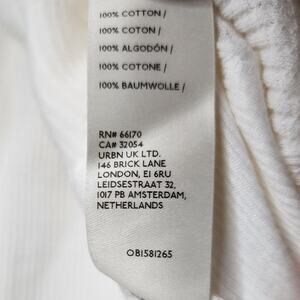 100% COTTON /
100% COTON /
100% ALGODÓN /
100% COTONE /
100% BAUMWOLLE /
RN# 66170
CA# 32054
URBN UK LTD.
146 BRICK LANE
LONDON, E1 6RU
LEIDSESTRAAT 32,
1017 PB AMSTERDAM,
NETHERLANDS
OB1581265